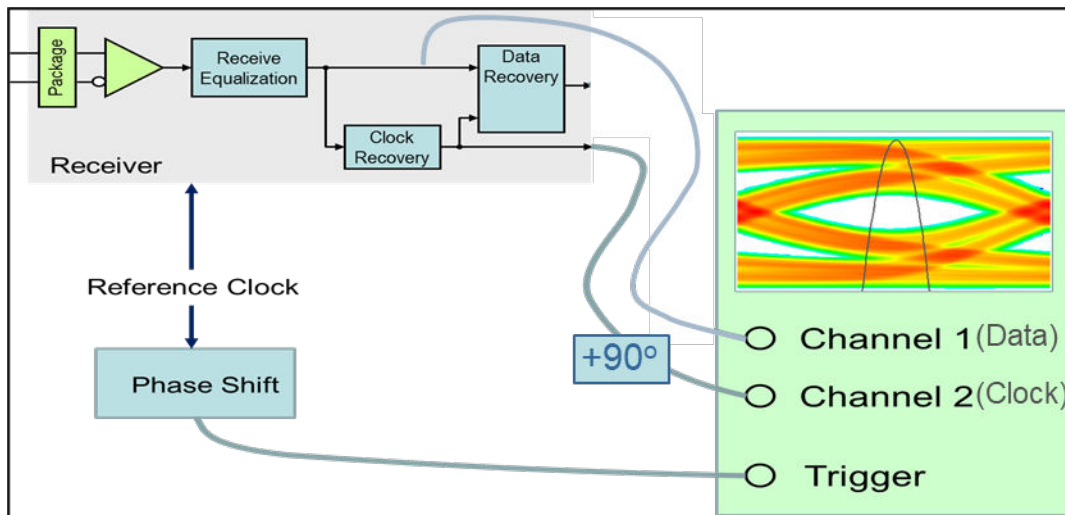 Package
Receive
Equalization
Data
Recovery
Clock
Recovery
Receiver
Reference Clock
Phase Shift
+90°
Channel 1 (Data)
Channel 2 (Clock)
Trigger